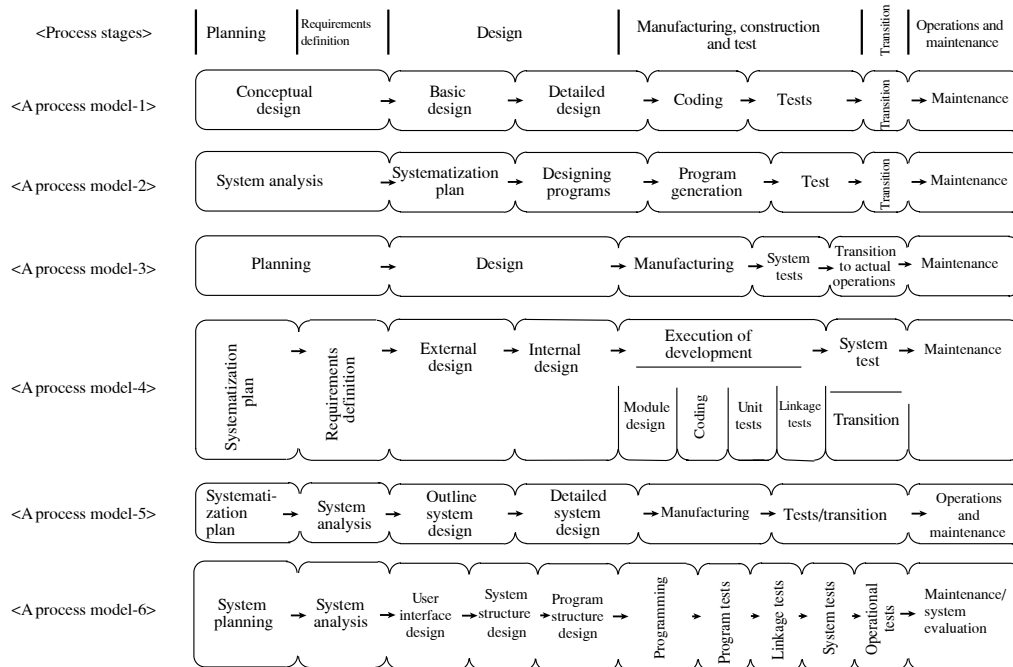 <Process stages>
Planning
Requirements
definition
Design
Manufacturing, construction
and test
Transition
Operations and
maintenance
<A process model-1>
Conceptual
design
Basic
design
Detailed
design
Coding
Tests
Transition
Maintenance
<A process model-2>
System analysis
Systematization
plan
Designing
programs
Program
generation
Test
Transition
Maintenance
<A process model-3>
Planning
Design
Manufacturing
System
tests
Transition
to actual
operations
Maintenance
<A process model-4>
Systematization
plan
Requirements
definition
External
design
Internal
design
Execution of
development
Module
design
Coding
Unit
tests
Linkage
tests
System
test
Transition
Maintenance
<A process model-5>
Systemati-
zation
plan
System
analysis
Outline
system
design
Detailed
system
design
Manufacturing
Tests/transition
Operations
and
maintenance
<A process model-6>
System
planning
System
analysis
User
interface
design
System
structure
design
Program
structure
design
Programming
Program tests
Linkage tests
System tests
Operational
tests
Maintenance/
system
evaluation